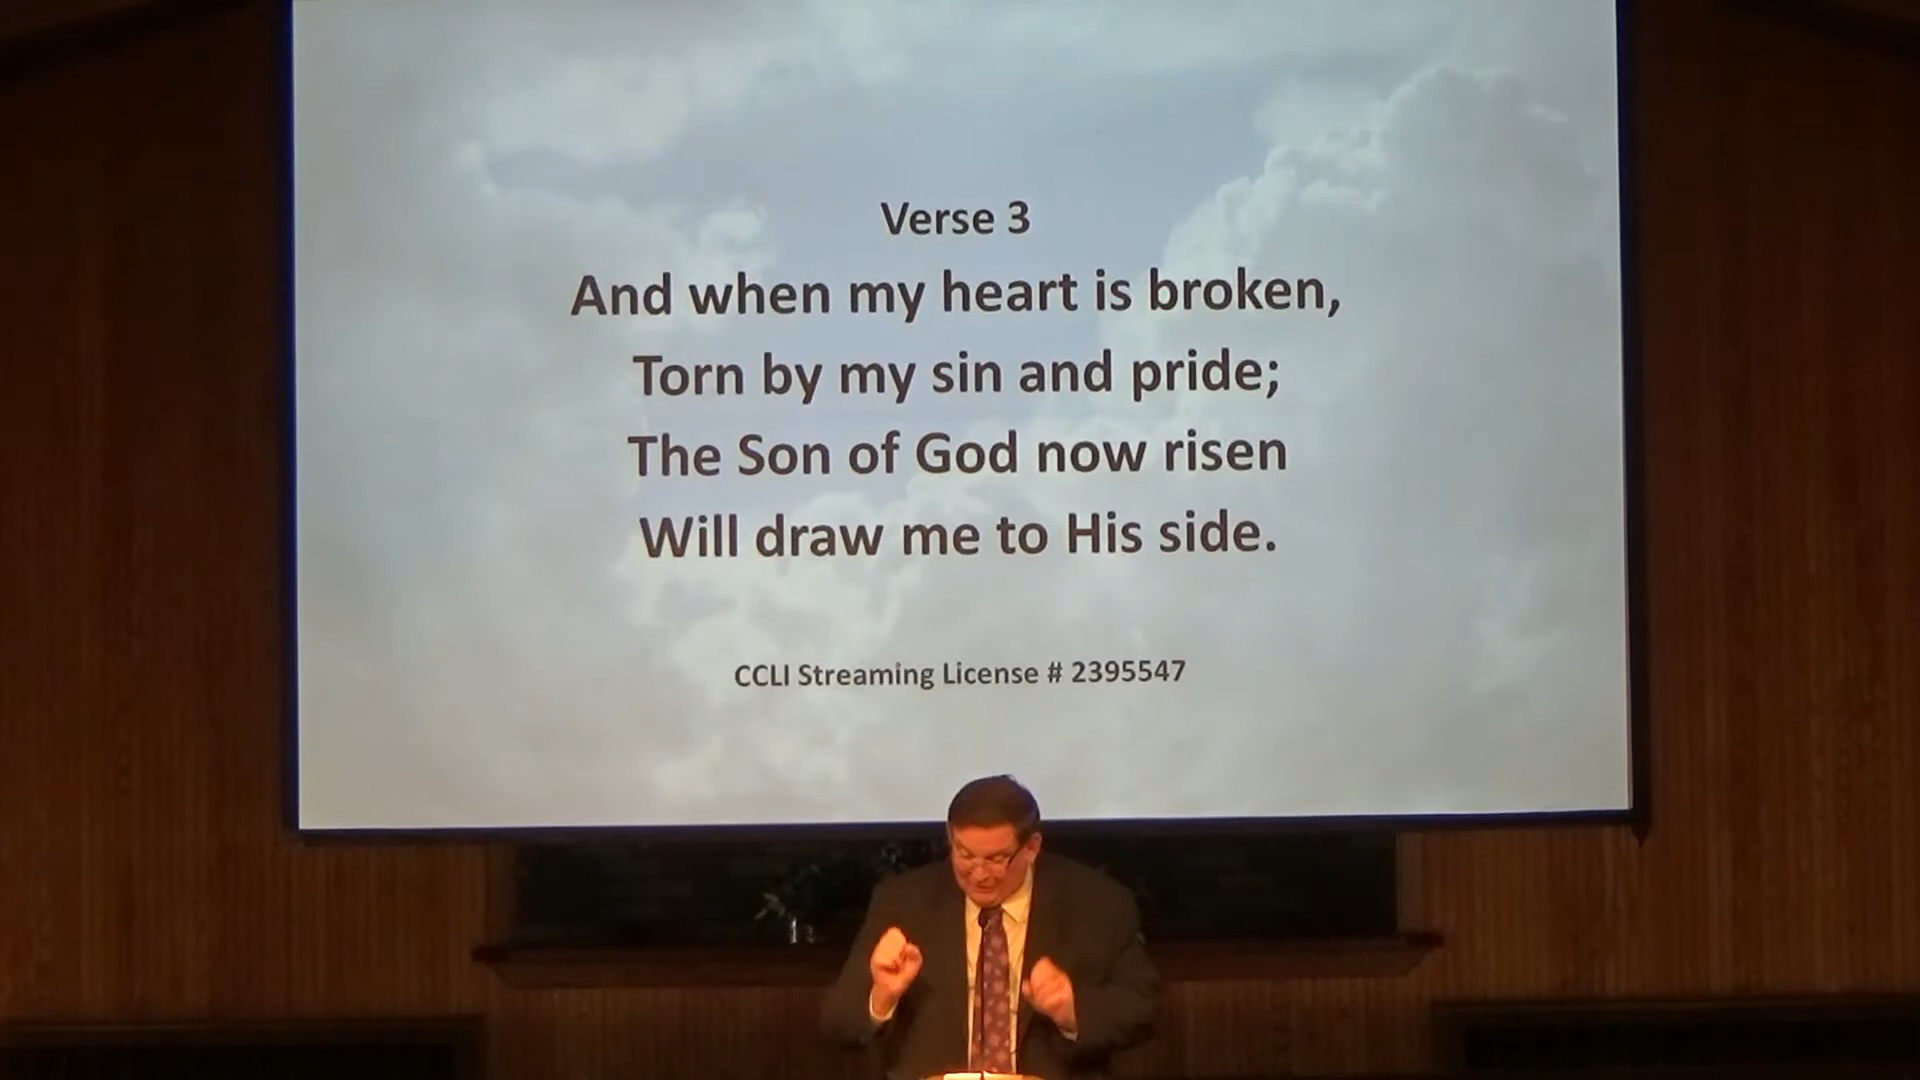 Verse 3
And when my heart is broken,
Torn by my sin and pride;
The Son of God now risen
Will draw me to His side.
CCLI Streaming License # 2395547